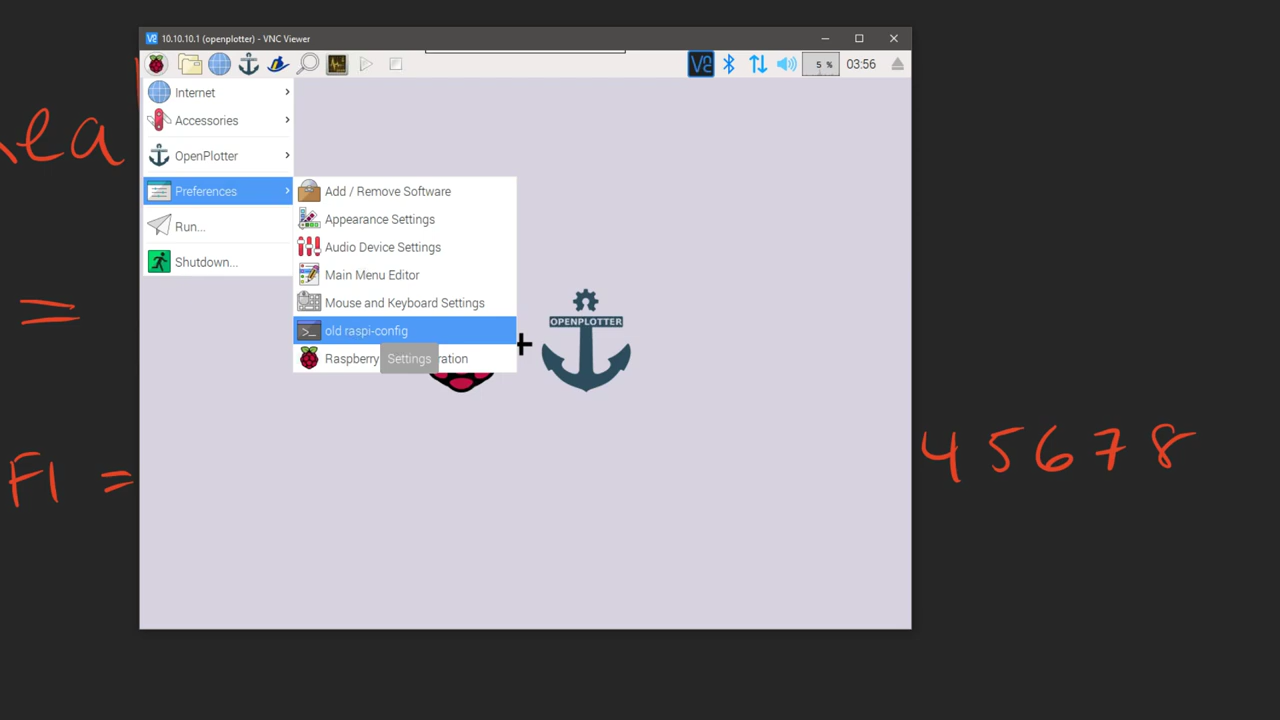 10.10.10.1 (openplotter) - VNC Viewer
5 %
03:56
Internet
Accessories
OpenPlotter
Preferences
Run...
Shutdown...
Add / Remove Software
Appearance Settings
Audio Device Settings
Main Menu Editor
Mouse and Keyboard Settings
old raspi-config
Raspberry
Settings
ration
OPENPLOTTER
ea
=
FI =
45678